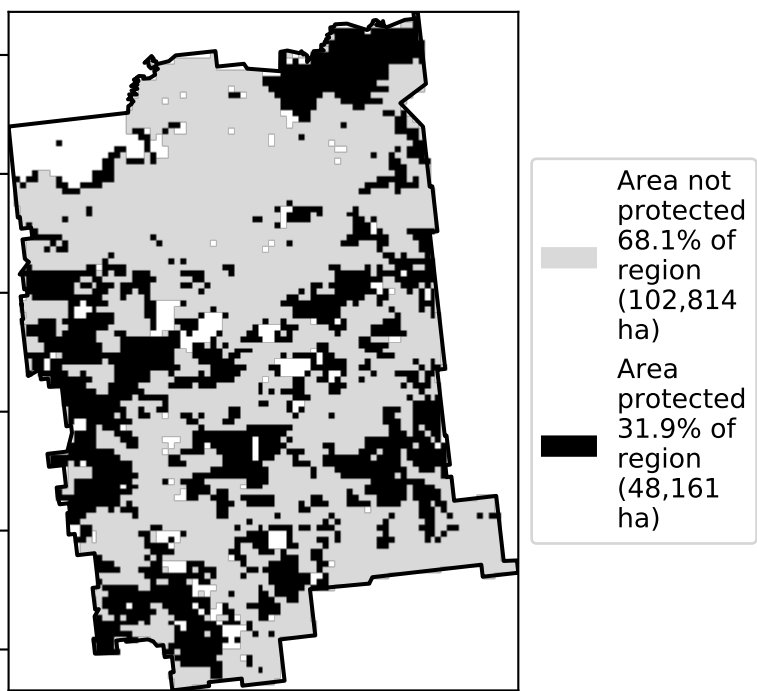 Area not
protected
68.1% of
region
(102,814
ha)
Area
protected
31.9% of
region
(48,161
ha)